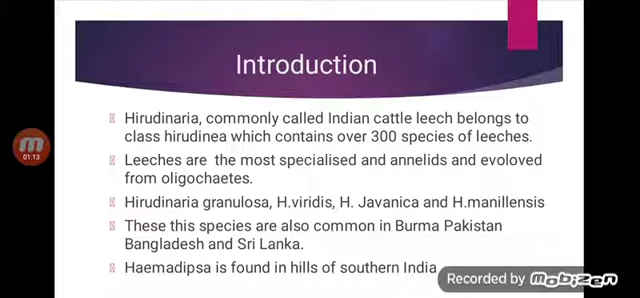 Introduction
Hirudinaria, commonly called Indian cattle leech belongs to
class hirudinea which contains over 300 species of leeches.
Leeches are the most specialised and annelids and evoloved
from oligochaetes.
Hirudinaria granulosa, H.viridis, H. Javanica and H.manillensis
These this species are also common in Burma Pakistan
Bangladesh and Sri Lanka.
Haemadipsa is found in hills of southern India
01:13
Recorded by mobizen